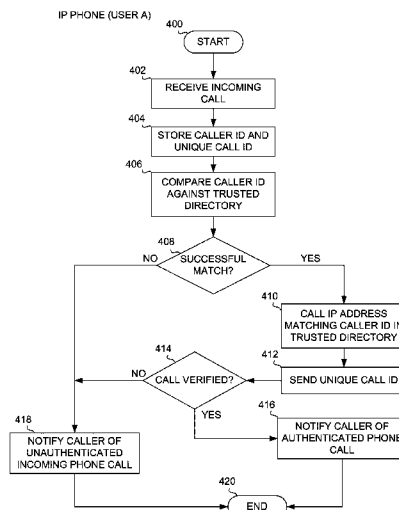 IP PHONE (USER A)
400
START
402
RECEIVE INCOMING
CALL
404
STORE CALLER ID AND
UNIQUE CALL ID
406
COMPARE CALLER ID
AGAINST TRUSTED
DIRECTORY
408
SUCCESSFUL
MATCH?
NO
YES
410
CALL IP ADDRESS
MATCHING CALLER ID IN
TRUSTED DIRECTORY
412
SEND UNIQUE CALL ID
414
CALL VERIFIED?
NO
YES
416
NOTIFY CALLER OF
AUTHENTICATED PHONE
CALL
418
NOTIFY CALLER OF
UNAUTHENTICATED
INCOMING PHONE CALL
420
END